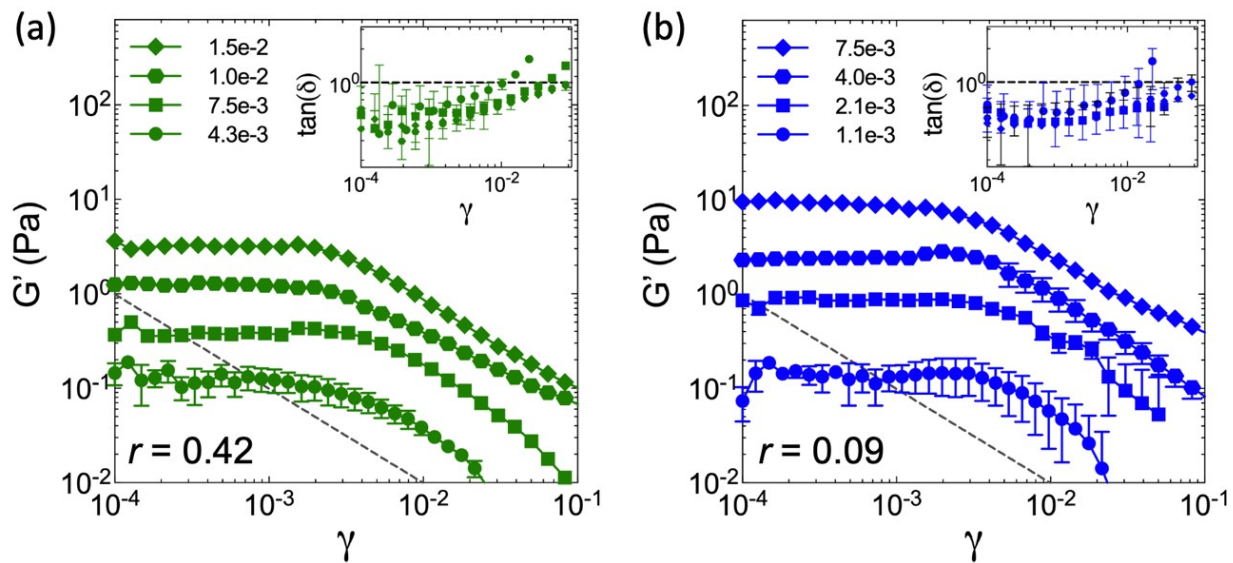 (a)
1.5e-2
1.0e-2
7.5e-3
4.3e-3
tan(δ)
10⁰
10⁻⁴ 10⁻²
γ
G' (Pa)
10²
10¹
10⁰
10⁻¹
10⁻²
r = 0.42
10⁻⁴ 10⁻³ 10⁻² 10⁻¹
γ
(b)
7.5e-3
4.0e-3
2.1e-3
1.1e-3
tan(δ)
10⁰
10⁻⁴ 10⁻²
γ
G' (Pa)
10²
10¹
10⁰
10⁻¹
10⁻²
r = 0.09
10⁻⁴ 10⁻³ 10⁻² 10⁻¹
γ